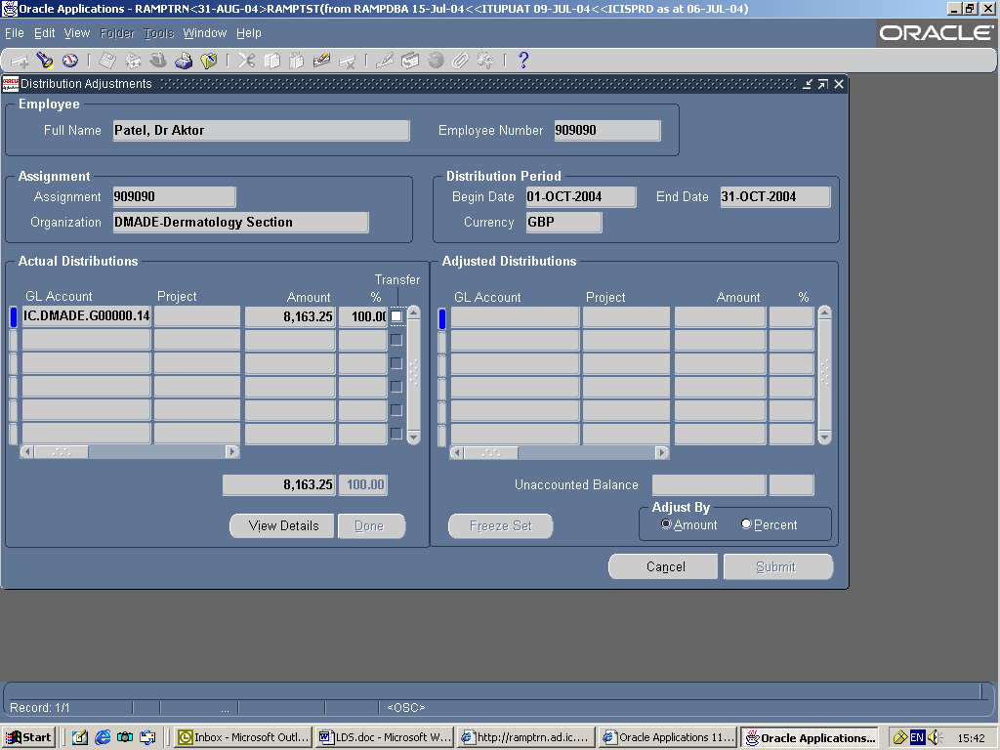 Oracle Applications - RAMPTRN<31-AUG-04>RAMPTST(from RAMPDBA 15-Jul-04<<ITUPUAT 09-JUL-04<<ICISPRD as at 06-JUL-04)
File Edit View Folder Tools Window Help
ORACLE
Distribution Adjustments
Employee
Full Name Patel, Dr Aktor Employee Number 909090
Assignment Distribution Period
Assignment 909090 Begin Date 01-OCT-2004 End Date 31-OCT-2004
Organization DMADE-Dermatology Section Currency GBP
Actual Distributions Adjusted Distributions
Transfer
GL Account Project Amount % GL Account Project Amount %
IC.DMADE.G00000.14 8,163.25 100.00
8,163.25 100.00 Unaccounted Balance
Adjust By
View Details Done Freeze Set Amount Percent
Cancel Submit
Record: 1/1 ... <OSC>
Start Inbox - Microsoft Outl... LDS.doc - Microsoft W... http://ramptrn.ad.ic.... Oracle Applications 11... Oracle Applications... EN 15:42